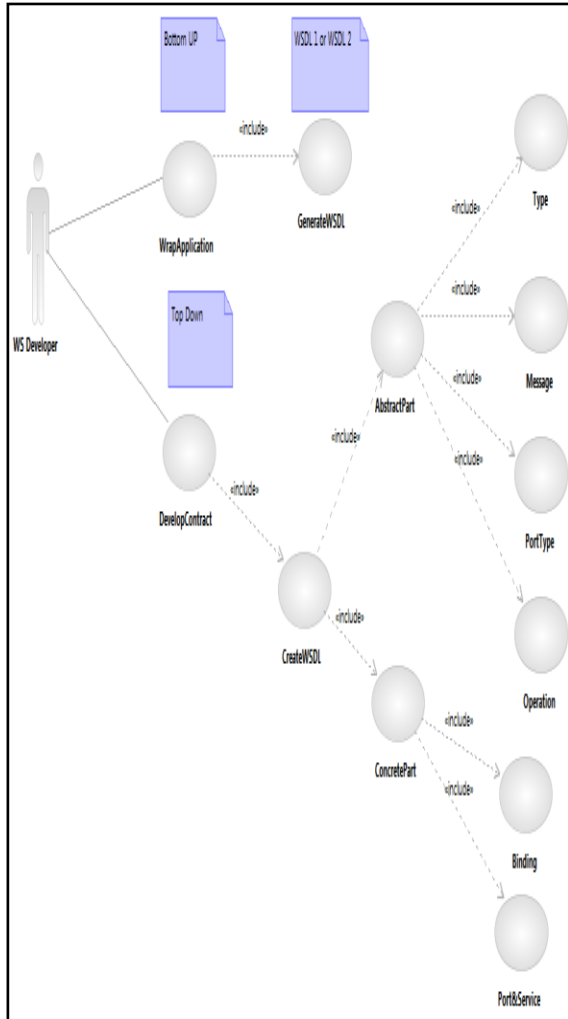 Bottom UP
WSDL 1 or WSDL 2
«include»
WrapApplication
GenerateWSDL
WS Developer
Top Down
DevelopContract
«include»
CreateWSDL
«include»
«include»
AbstractPart
«include»
Type
«include»
Message
«include»
PortType
«include»
Operation
ConcretePart
«include»
Binding
«include»
Port&Service